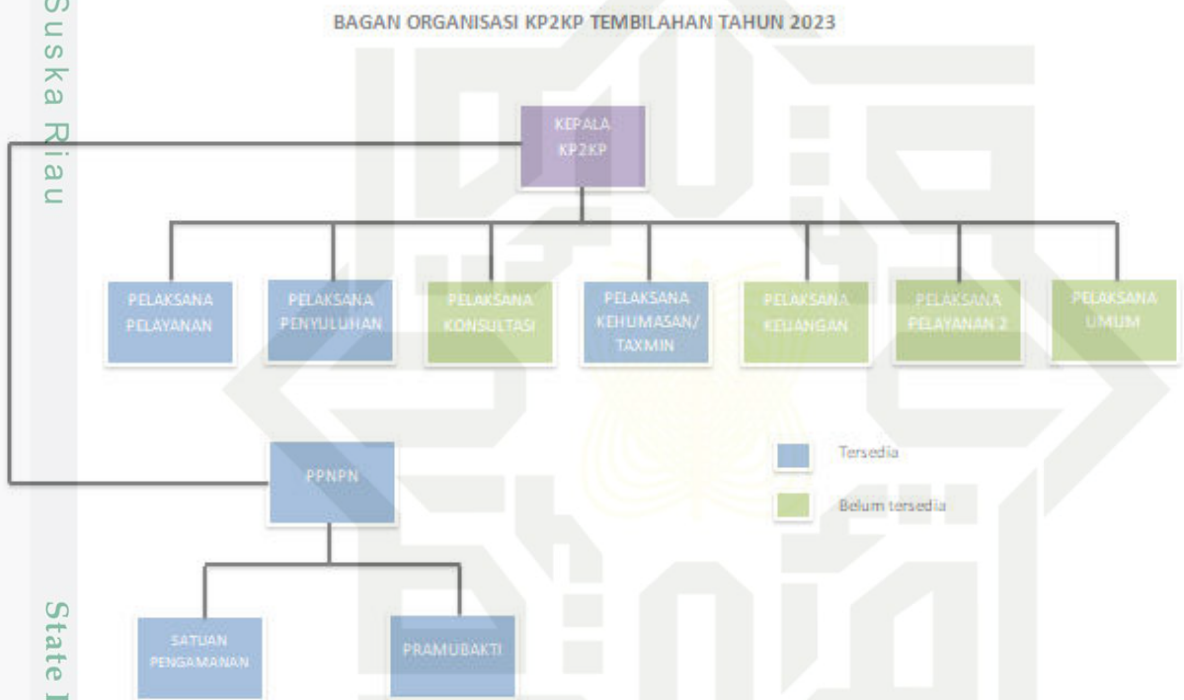 BAGAN ORGANISASI KP2KP TEMBILAHAN TAHUN 2023
Suska Riau
KEPALA
KP2KP
PELAKSANA
PELAYANAN
PELAKSANA
PENYULUHAN
PELAKSANA
KONSULTASI
PELAKSANA
KEHUMASAN/
TAXMIN
PELAKSANA
KEUANGAN
PELAKSANA
PELAYANAN 2
PELAKSANA
UMUM
PPNPN
Tersedia
Belum tersedia
SATUAN
PENGAMANAN
PRAMUBAKTI
State